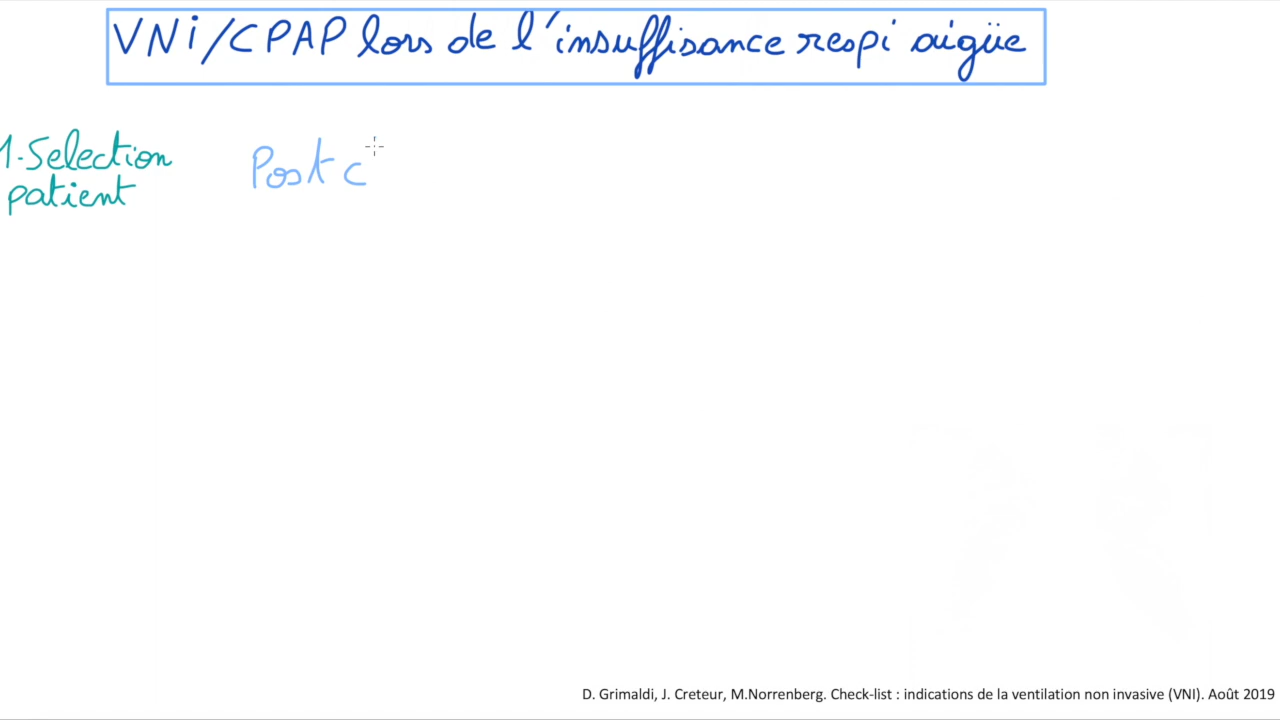 VNI/CPAP lors de l'insuffisance respi aigüe
1-Selection
patient
Post c
D. Grimaldi, J. Creteur, M.Norrenberg. Check-list : indications de la ventilation non invasive (VNI). Août 2019